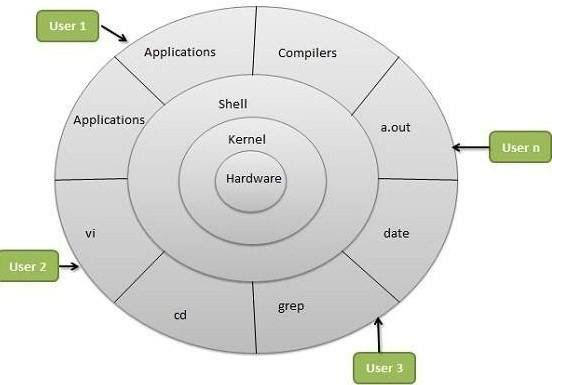 User 1
Applications
Compilers
Shell
Applications
a.out
Kernel
User n
Hardware
vi
date
User 2
cd
grep
User 3